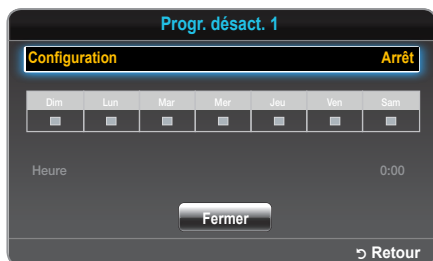 Progr. désact. 1
Configuration Arrêt
Dim Lun Mar Mer Jeu Ven Sam
Heure 0:00
Fermer
Retour